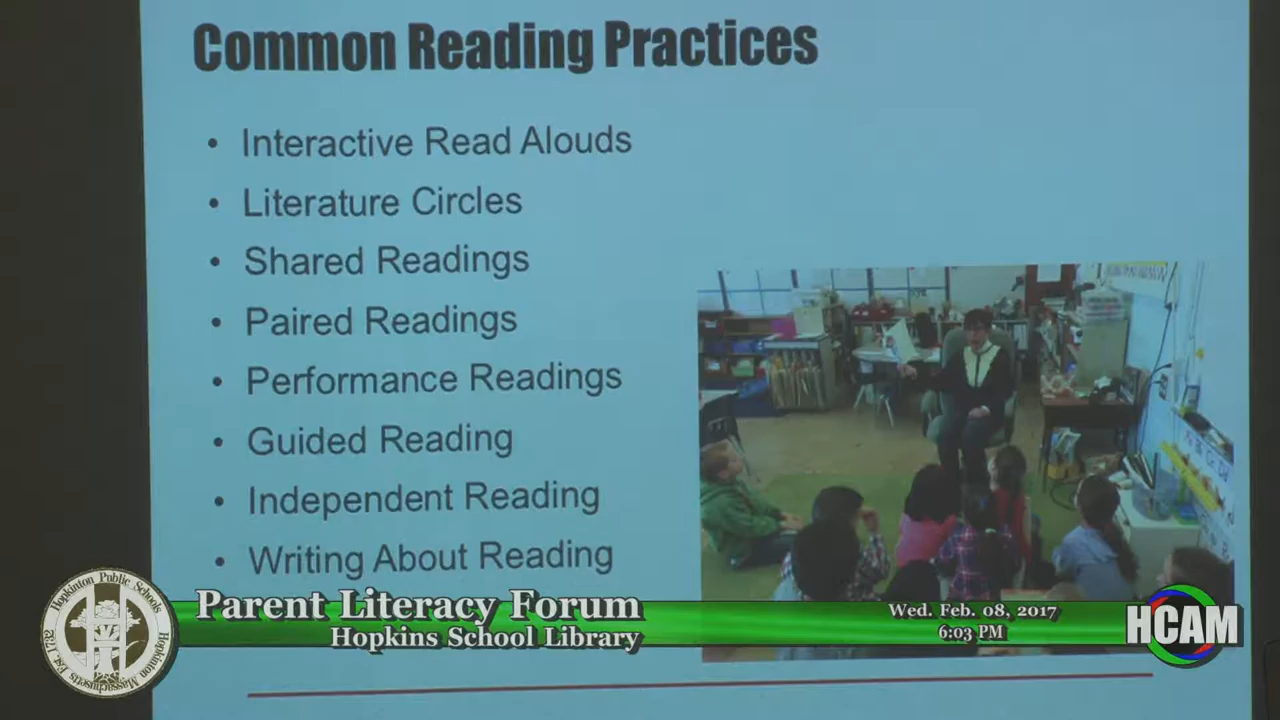 Common Reading Practices
• Interactive Read Alouds
• Literature Circles
• Shared Readings
• Paired Readings
• Performance Readings
• Guided Reading
• Independent Reading
• Writing About Reading
Parent Literacy Forum
Hopkins School Library
Wed. Feb. 08, 2017
6:03 PM
HCAM
Hopkinton Public Schools
Hopkinton Massachusetts Est. 1724